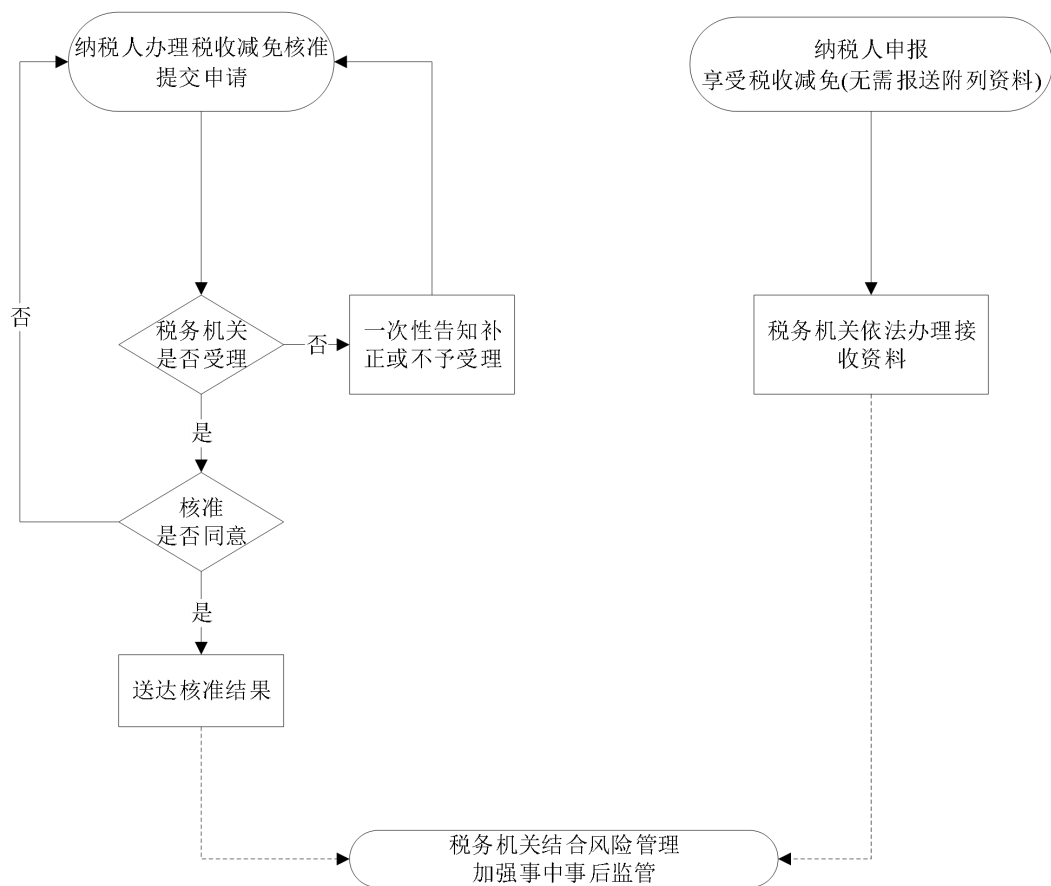 纳税人办理税收减免核准
提交申请
纳税人申报
享受税收减免(无需报送附列资料)
否
税务机关
是否受理
否
一次性告知补
正或不予受理
税务机关依法办理接
收资料
是
核准
是否同意
是
送达核准结果
税务机关结合风险管理
加强事中事后监管